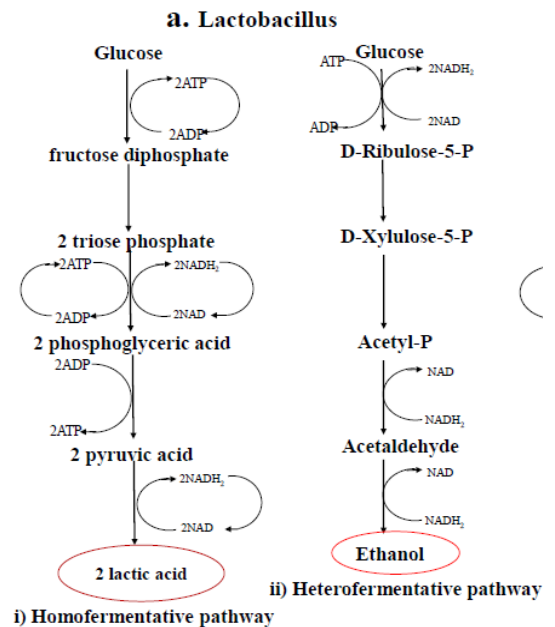 a. Lactobacillus
Glucose
2ATP
2ADP
fructose diphosphate
2 triose phosphate
2ATP
2NADH₂
2ADP
2NAD
2 phosphoglyceric acid
2ADP
2ATP
2 pyruvic acid
2NADH₂
2NAD
2 lactic acid
i) Homofermentative pathway
Glucose
ATP
2NADH₂
ADP
2NAD
D-Ribulose-5-P
D-Xylulose-5-P
Acetyl-P
NAD
NADH₂
Acetaldehyde
NAD
NADH₂
Ethanol
ii) Heterofermentative pathway